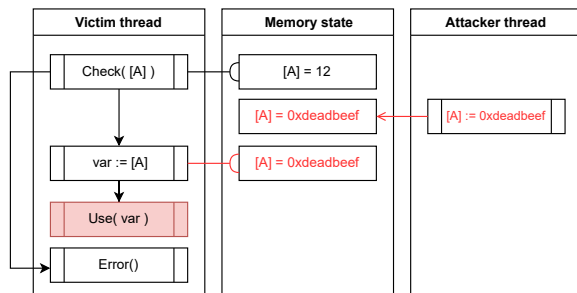 Victim thread
Memory state
Attacker thread
Check( [A] )
[A] = 12
[A] = 0xdeadbeef
[A] := 0xdeadbeef
var := [A]
[A] = 0xdeadbeef
Use( var )
Error()